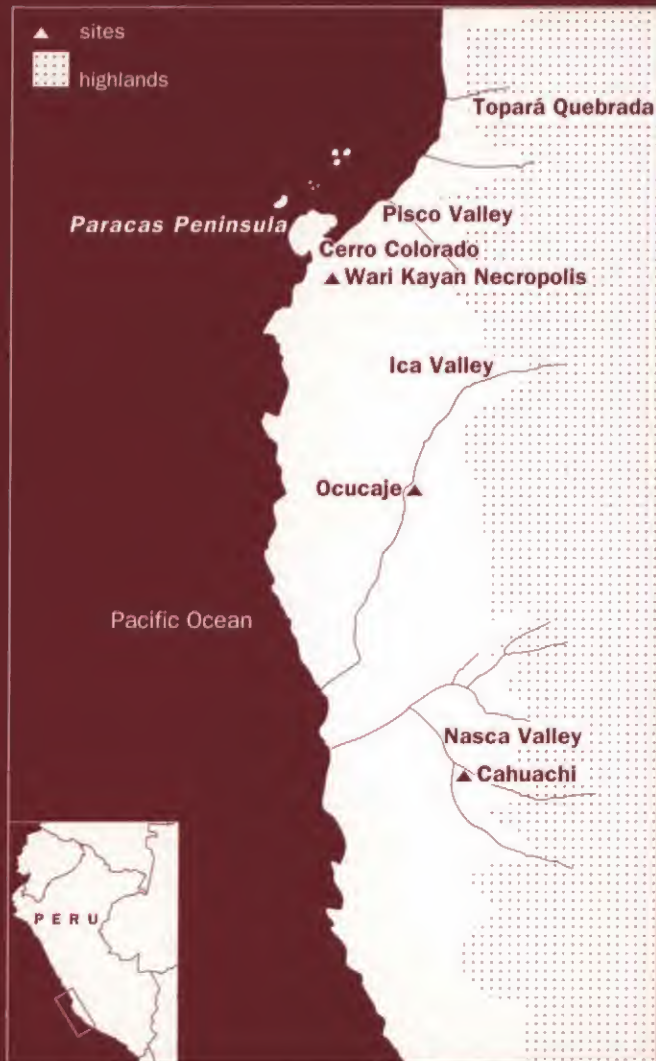 sites
highlands
Topará Quebrada
Paracas Peninsula
Pisco Valley
Cerro Colorado
Wari Kayan Necropolis
Ica Valley
Ocucaje
Pacific Ocean
Nasca Valley
Cahuachi
PERU